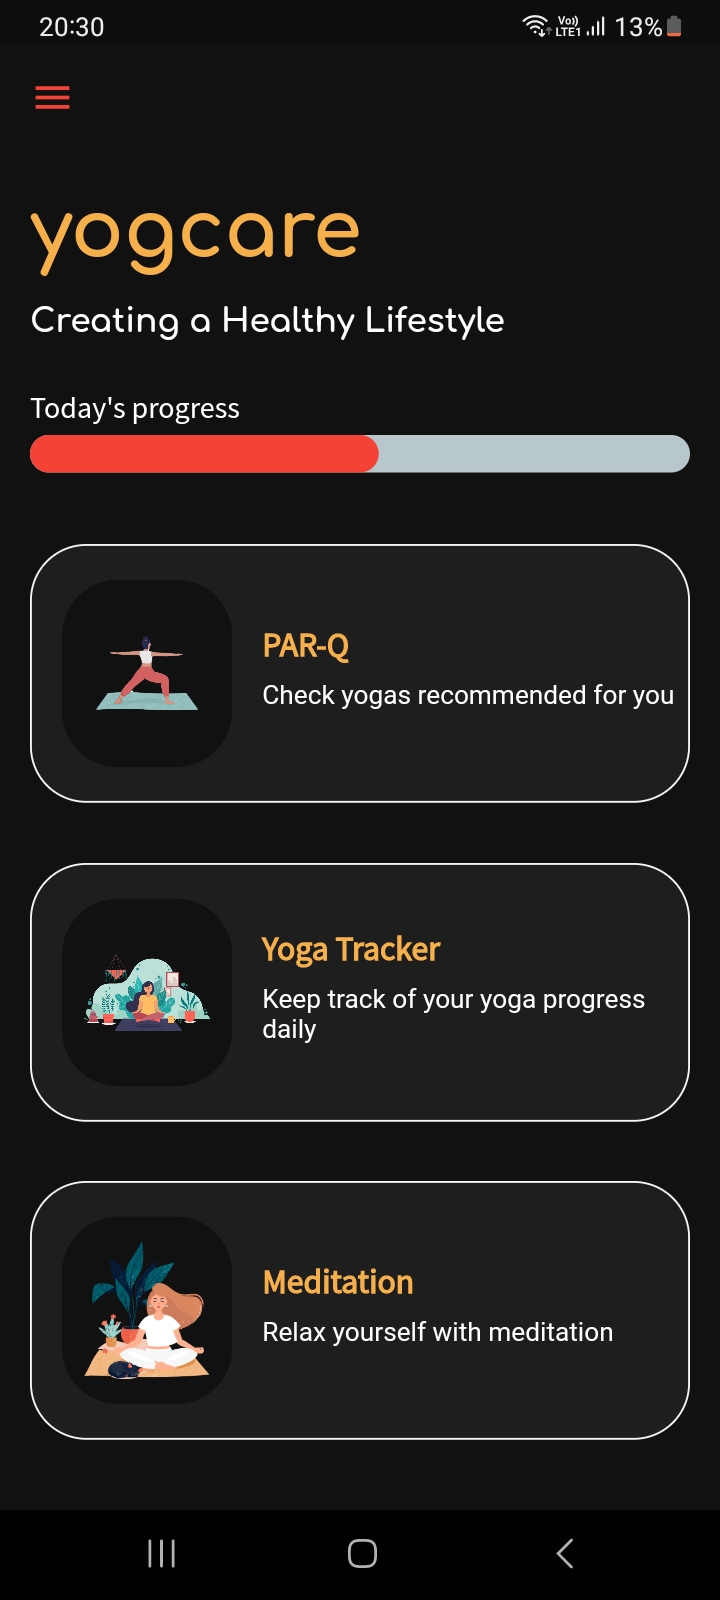 20:30
Vo))
LTE1
13%
yogcare
Creating a Healthy Lifestyle
Today's progress
PAR-Q
Check yogas recommended for you
Yoga Tracker
Keep track of your yoga progress
daily
Meditation
Relax yourself with meditation